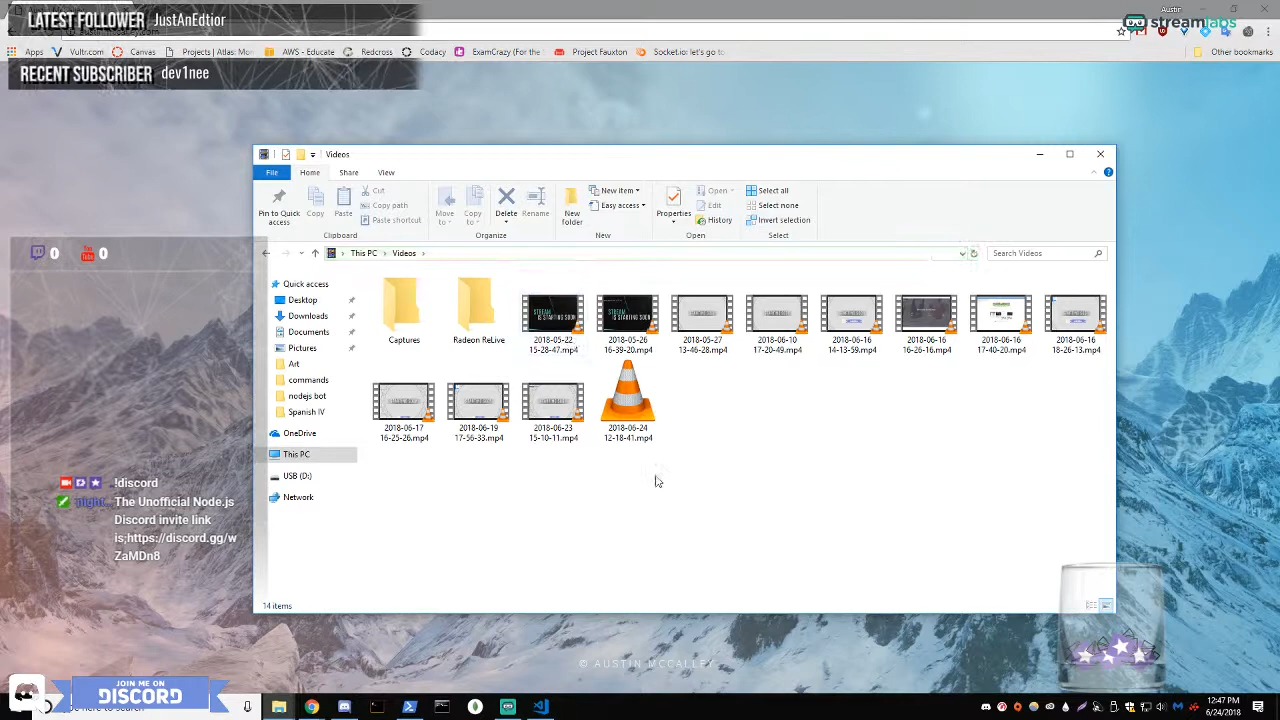 LATEST FOLLOWER JustAnEdtior
Austin
streamlabs
Apps Vultr.com Cancer AWS - Redcross Codacy ExamCrazy (For the Project Fauxton Socket.io let's go to
RECENT SUBSCRIBER dev1nee
Videos
File Home Share View
Pin to Quick access
Copy
Paste
Cut
Copy path
Paste shortcut
Move to
Copy to
Delete
Rename
New folder
New item
Easy access
Properties
Open
Edit
History
Select all
Select none
Invert selection
Clipboard Organize New Open Select
0 0
This PC Videos
Search Videos
Quick access
Desktop
Downloads
Documents
Pictures
Art
commands
nodejs bot
Spanish IV
OneDrive
This PC
USB (D:)
Network
Captures
Radeon ReLive
2018-05-22
15-28-47.mp4
2018-05-26
16-39-20.mp4
2018-05-27
13-46-28.mp4
2018-06-10
17-20-49.mp4
2018-06-16
14-13-59.mp4
2018-06-16
16-26-16.mp4
2018-06-16
17-40-20.mp4
2018-06-16
18-26-13.mp4
2018-06-17
16-25-26.mp4
2018-06-19
17-56-33.mp4
2018-06-23
15-10-11.mp4
2018-06-24
12-18-41.mp4
!discord
night... The Unofficial Node.js
Discord invite link
is;https://discord.gg/w
ZaMDn8
14 items
© AUSTIN MCCALLEY
JOIN ME ON
DISCORD
here to search
12:47 PM
6/24/2018